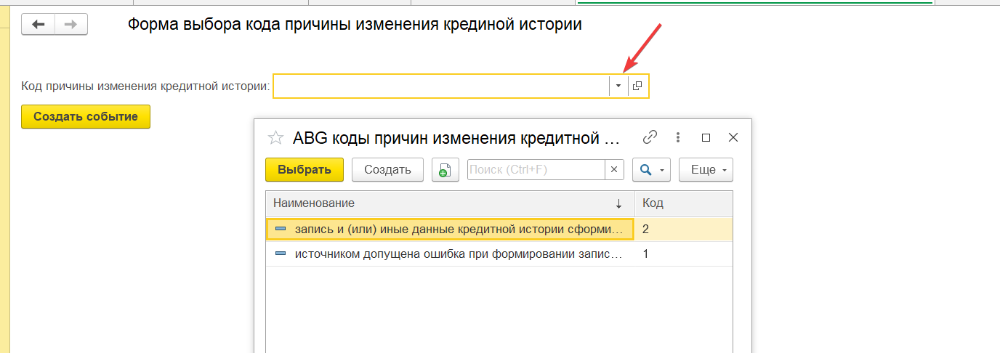 Форма выбора кода причины изменения крединой истории
Код причины изменения кредитной истории:
Создать событие
ABG коды причин изменения кредитной ...
Выбрать Создать Поиск (Ctrl+F) × Еще
Наименование ↓ Код
запись и (или) иные данные кредитной истории сформи... 2
источником допущена ошибка при формировании запис... 1